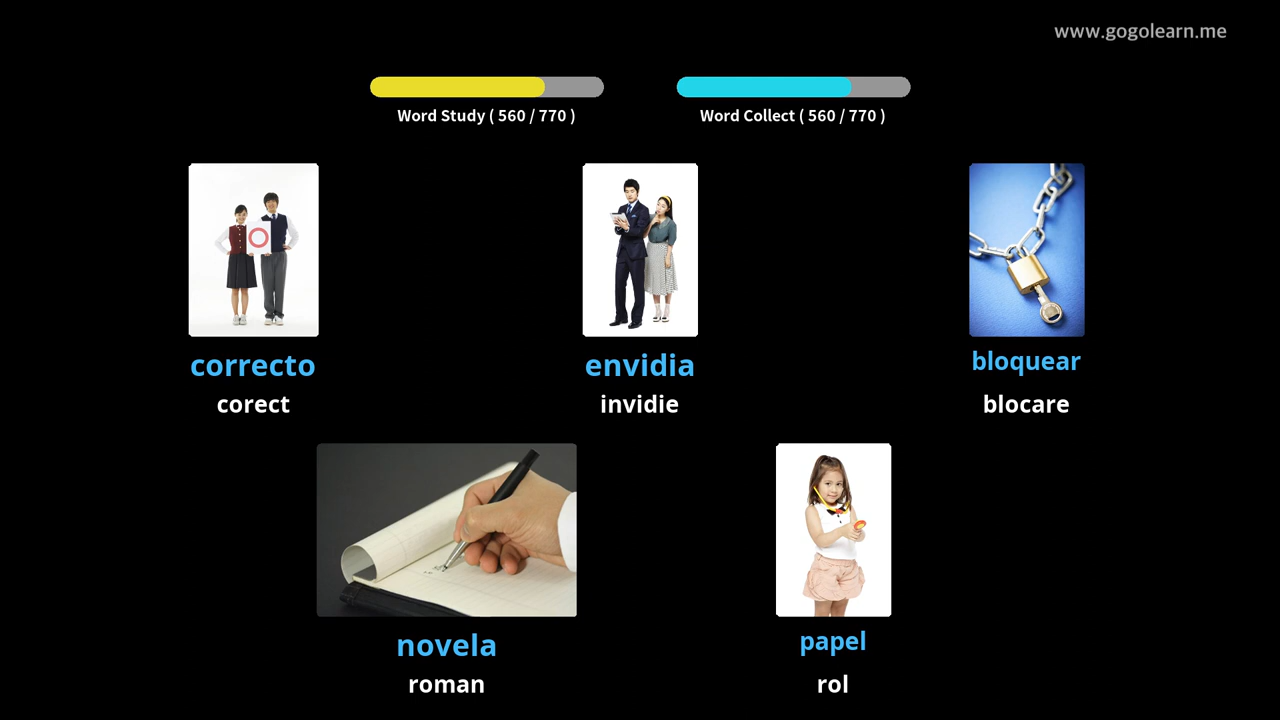 www.gogolearn.me
Word Study ( 560 / 770 )
Word Collect ( 560 / 770 )
correcto
corect
envidia
invidie
bloquear
blocare
novela
roman
papel
rol